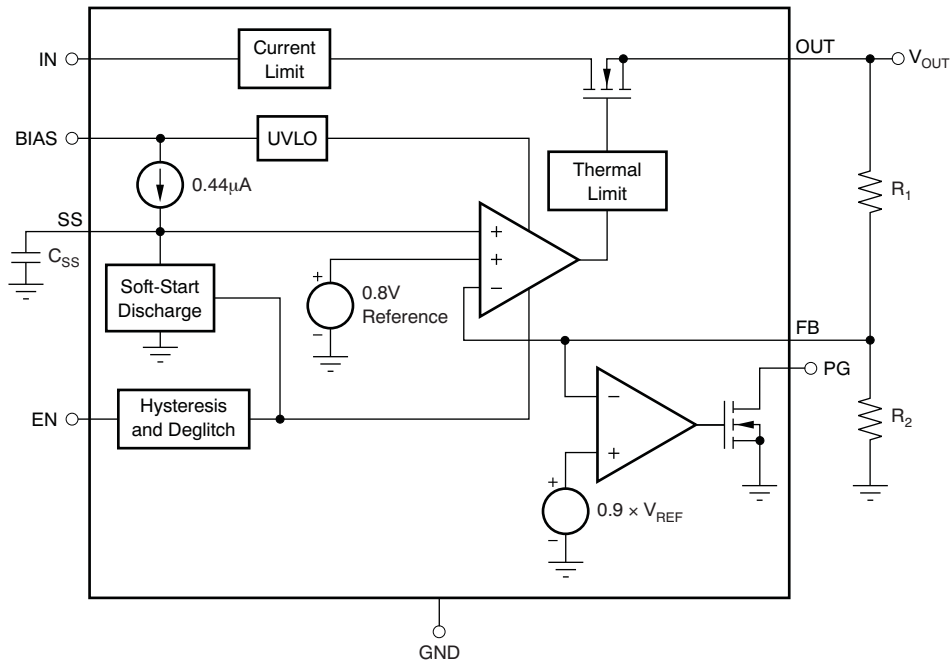 IN
Current
Limit
OUT
V_OUT
BIAS
UVLO
0.44μA
Thermal
Limit
R_1
SS
C_SS
+
+
−
Soft-Start
Discharge
+
−
0.8V
Reference
FB
PG
EN
Hysteresis
and Deglitch
−
+
R_2
+
−
0.9 × V_REF
GND